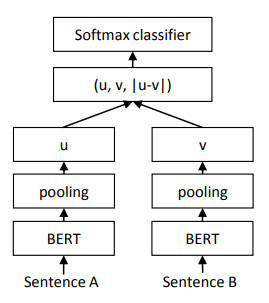 Softmax classifier
(u, v, |u-v|)
u
v
pooling
pooling
BERT
BERT
Sentence A
Sentence B